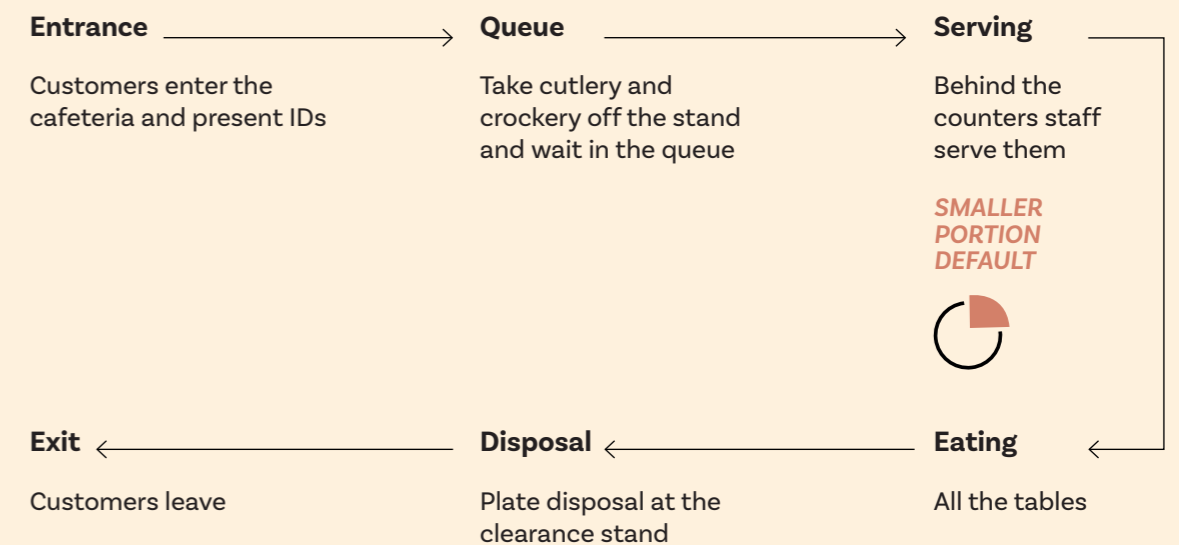 Entrance
Customers enter the
cafeteria and present IDs
Queue
Take cutlery and
crockery off the stand
and wait in the queue
Serving
Behind the
counters staff
serve them
SMALLER
PORTION
DEFAULT
Eating
All the tables
Disposal
Plate disposal at the
clearance stand
Exit
Customers leave